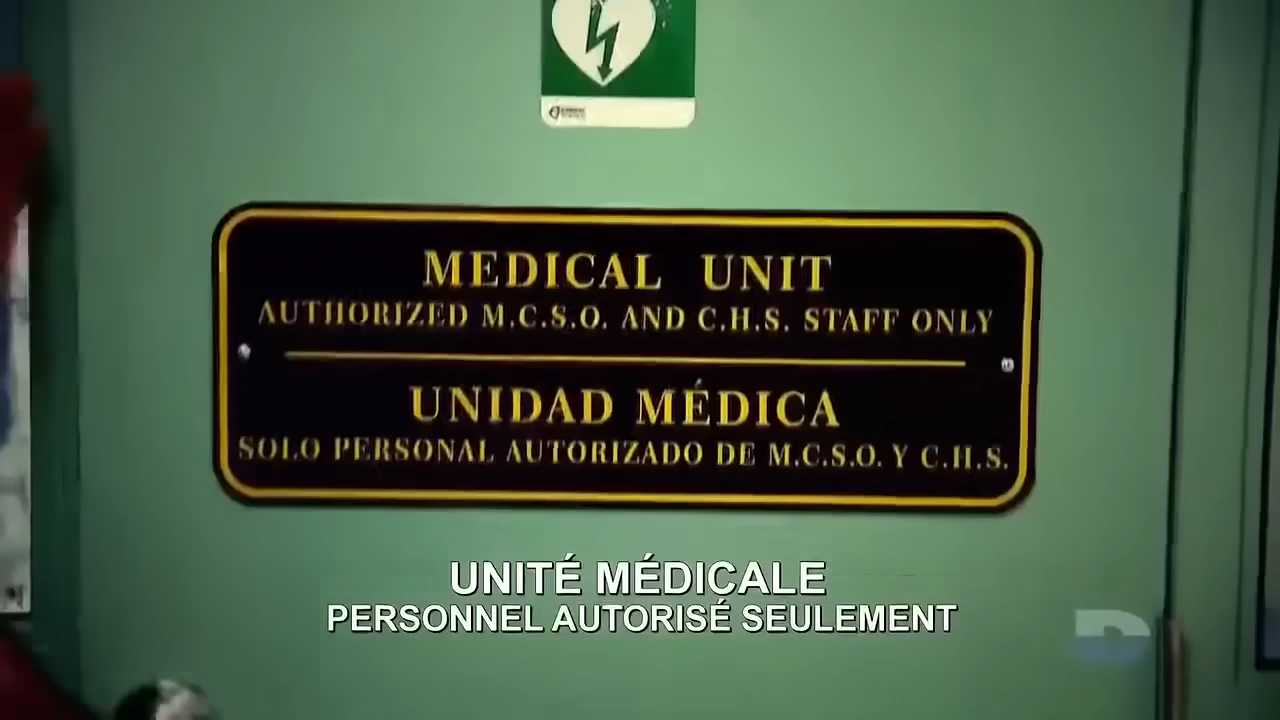 MEDICAL UNIT
AUTHORIZED M.C.S.O. AND C.H.S. STAFF ONLY
UNIDAD MÉDICA
SOLO PERSONAL AUTORIZADO DE M.C.S.O. Y C.H.S.
UNITÉ MÉDICALE
PERSONNEL AUTORISÉ SEULEMENT